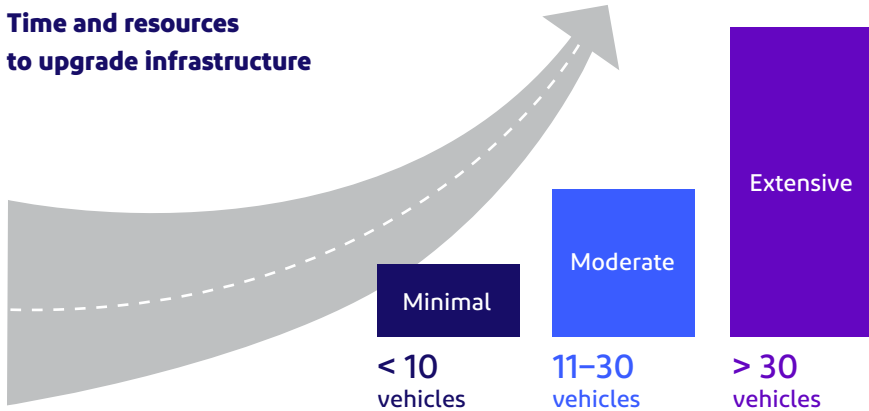 Time and resources
to upgrade infrastructure
Minimal
Moderate
Extensive
< 10
vehicles
11–30
vehicles
> 30
vehicles